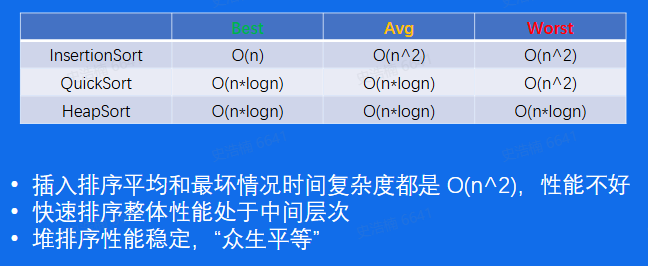 Best Avg Worst
InsertionSort O(n) O(n^2) O(n^2)
QuickSort O(n*logn) O(n*logn) O(n^2)
HeapSort O(n*logn) O(n*logn) O(n*logn)
• 插入排序平均和最坏情况时间复杂度都是 O(n^2)，性能不好
• 快速排序整体性能处于中间层次
• 堆排序性能稳定，“众生平等”